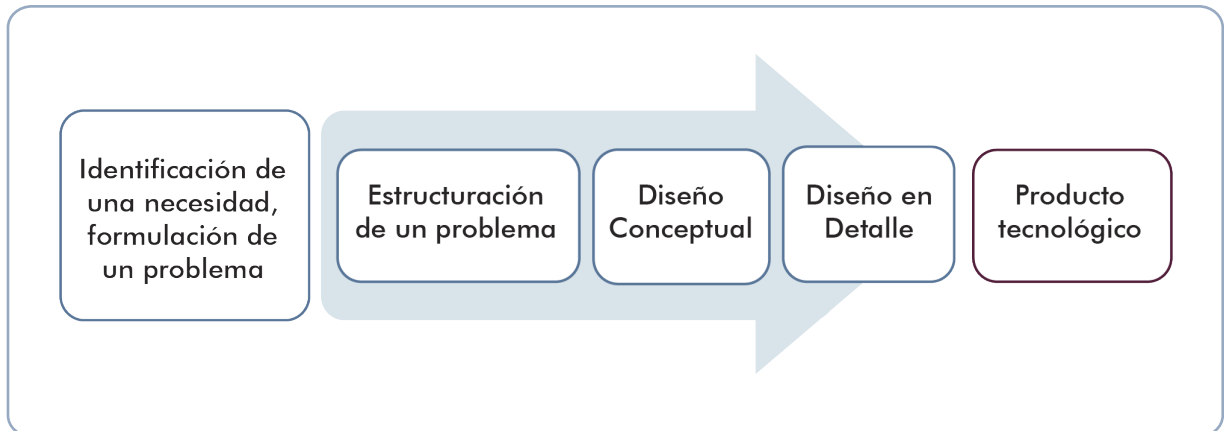 Identificación de
una necesidad,
formulación de
un problema
Estructuración
de un problema
Diseño
Conceptual
Diseño en
Detalle
Producto
tecnológico